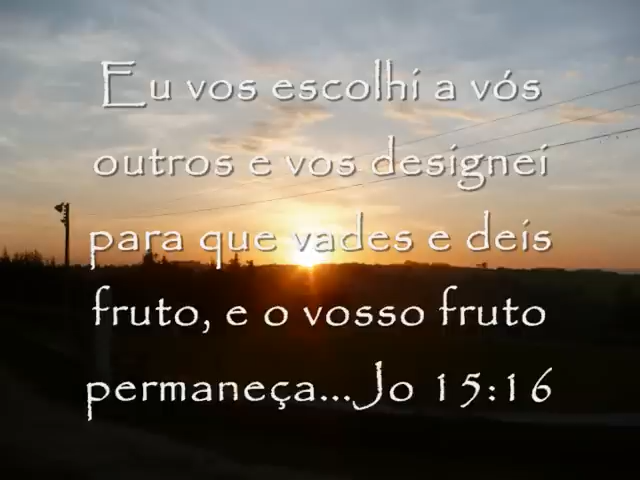 Eu vos escolhi a vós
outros e vos designei
para que vades e deis
fruto, e o vosso fruto
permaneça...Jo 15:16